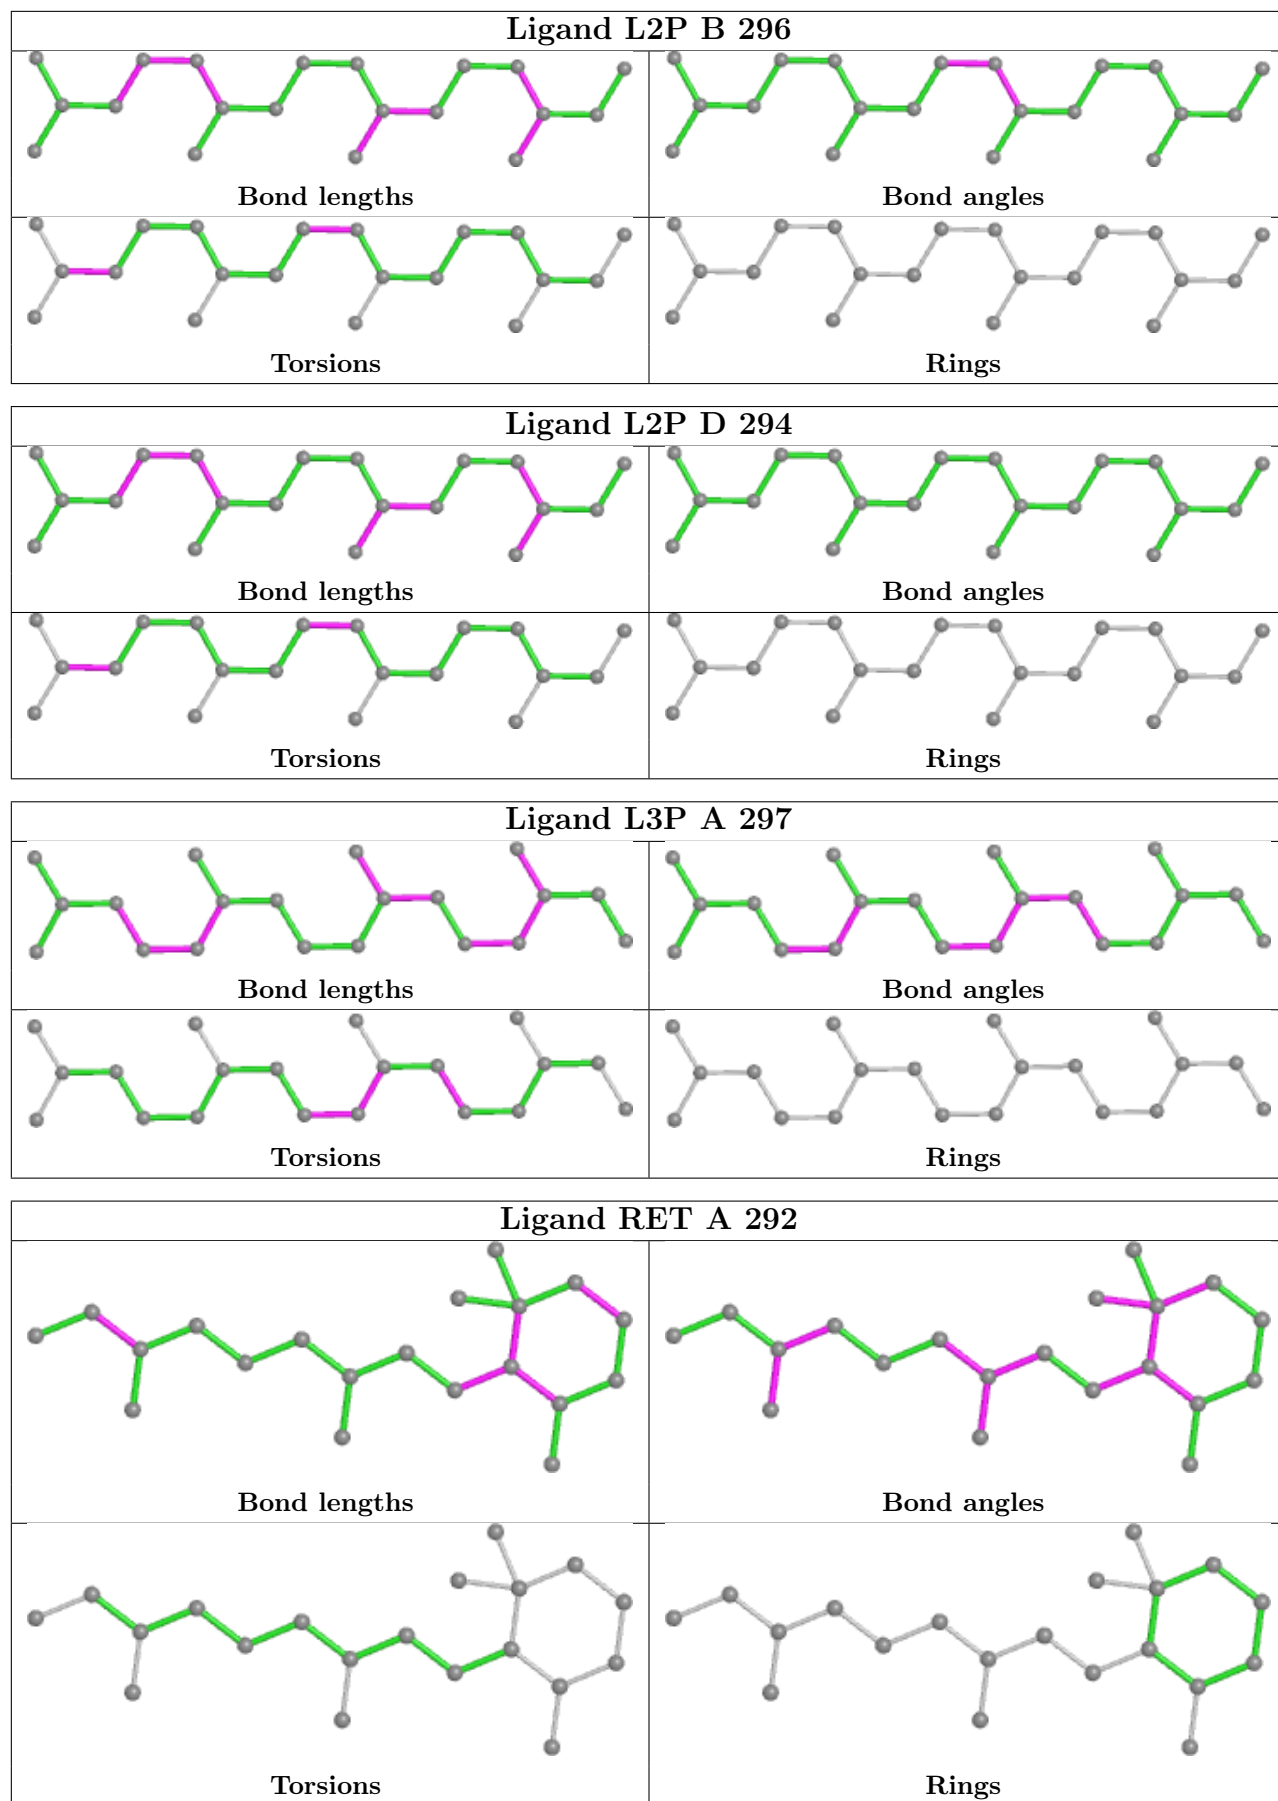 Ligand L2P B 296
Bond lengths
Bond angles
Torsions
Rings
Ligand L2P D 294
Bond lengths
Bond angles
Torsions
Rings
Ligand L3P A 297
Bond lengths
Bond angles
Torsions
Rings
Ligand RET A 292
Bond lengths
Bond angles
Torsions
Rings